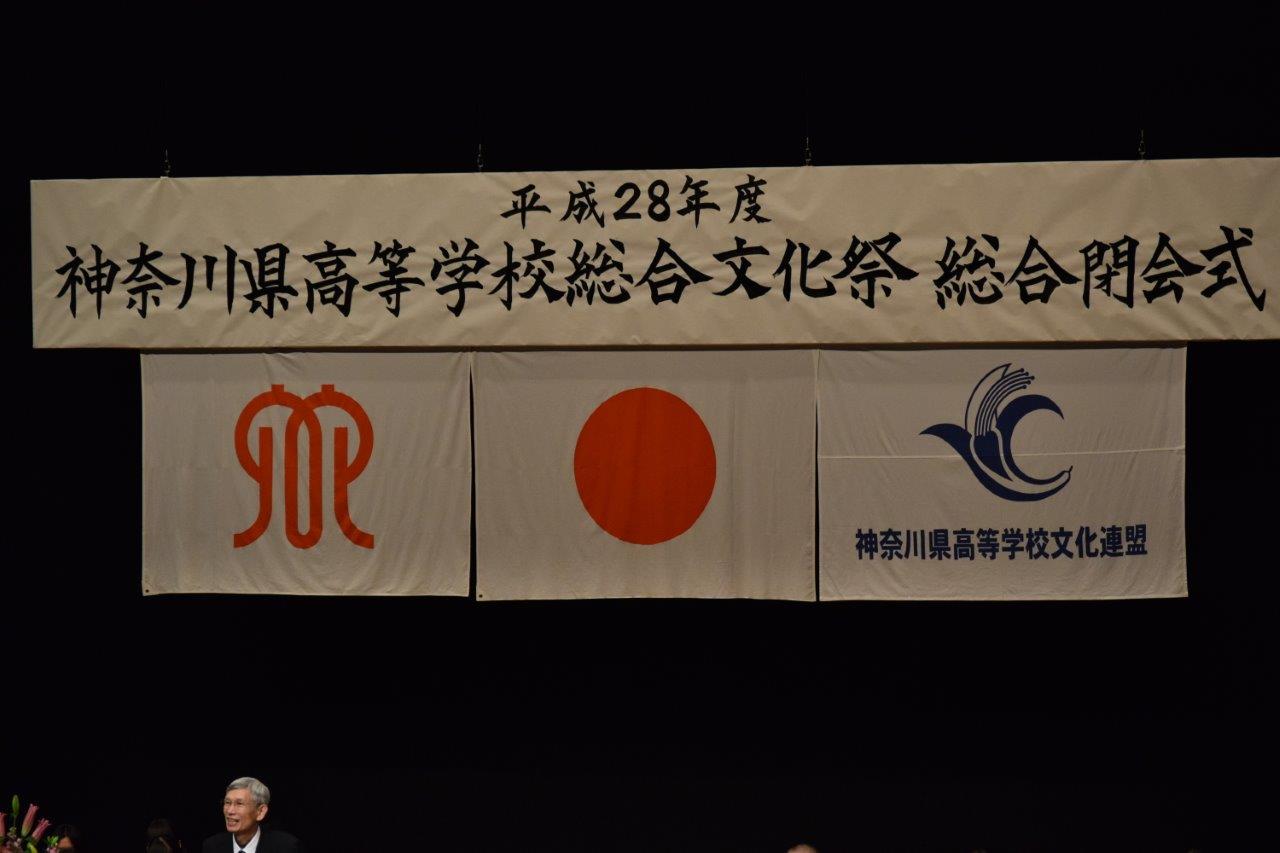 平成28年度
神奈川県高等学校総合文化祭 総合閉会式
神奈川県高等学校文化連盟